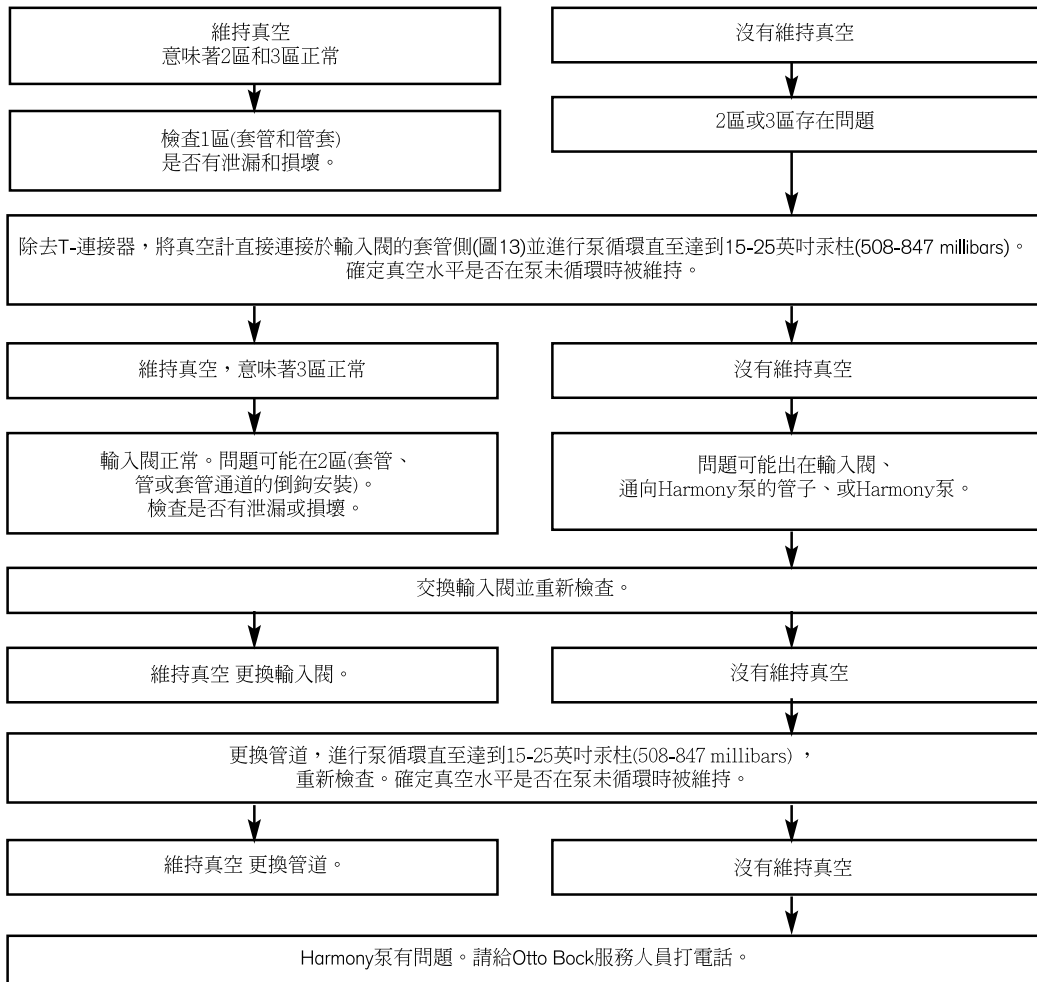 維持真空
意味著2區和3區正常
沒有維持真空
檢查1區(套管和管套)
是否有泄漏和損壞。
2區或3區存在問題
除去T-連接器，將真空計直接連接於輸入閥的套管側(圖13)並進行泵循環直至達到15-25英吋汞柱(508-847 millibars)。
確定真空水平是否在泵未循環時被維持。
維持真空，意味著3區正常
沒有維持真空
輸入閥正常。問題可能在2區(套管、
管或套管通道的倒鉤安裝)。
檢查是否有泄漏或損壞。
問題可能出在輸入閥、
通向Harmony泵的管子、或Harmony泵。
交換輸入閥並重新檢查。
維持真空 更換輸入閥。
沒有維持真空
更換管道，進行泵循環直至達到15-25英吋汞柱(508-847 millibars) ，
重新檢查。確定真空水平是否在泵未循環時被維持。
維持真空 更換管道。
沒有維持真空
Harmony泵有問題。請給Otto Bock服務人員打電話。